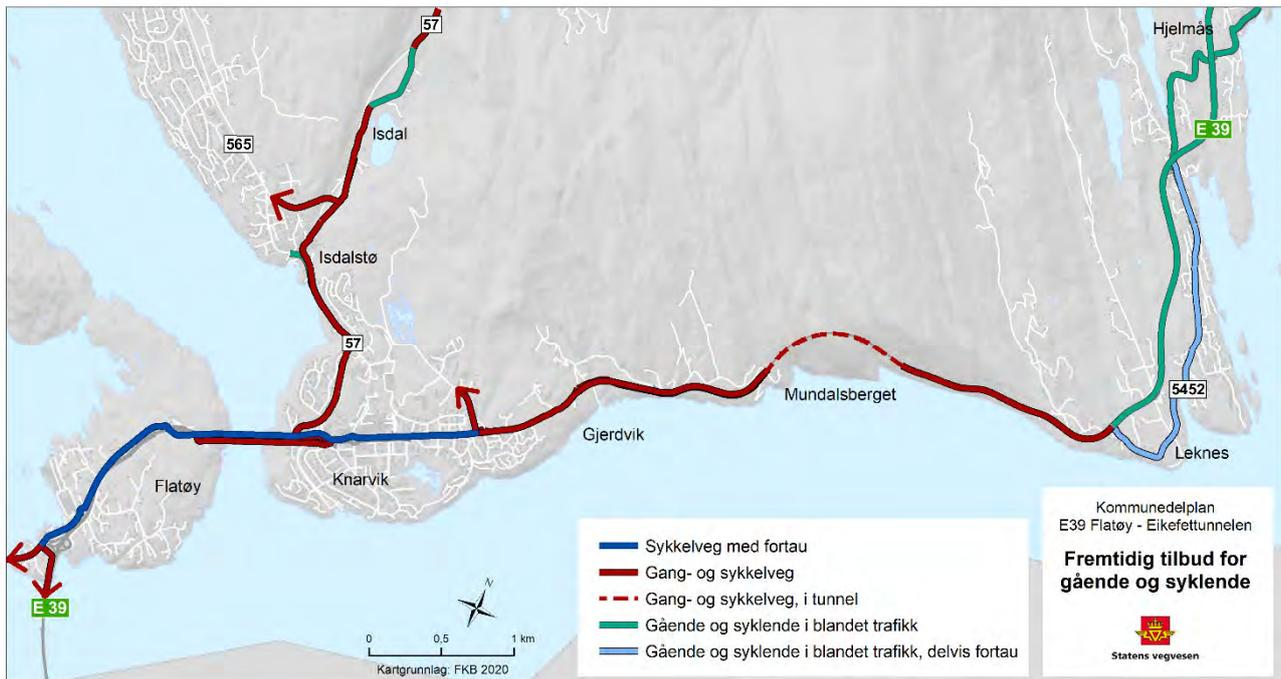 57
Hjelmås
E 39
565
Isdal
Isdalstø
57
Mundalsberget
5452
Gjerdvik
Leknes
Flatøy
Knarvik
E 39
N
0 0,5 1 km
Kartgrunnlag: FKB 2020
Sykkelveg med fortau
Gang- og sykkelveg
Gang- og sykkelveg, i tunnel
Gående og syklende i blandet trafikk
Gående og syklende i blandet trafikk, delvis fortau
Kommunedelplan
E39 Flatøy - Eikefettunnelen
Fremtidig tilbud for
gående og syklende
Statens vegvesen